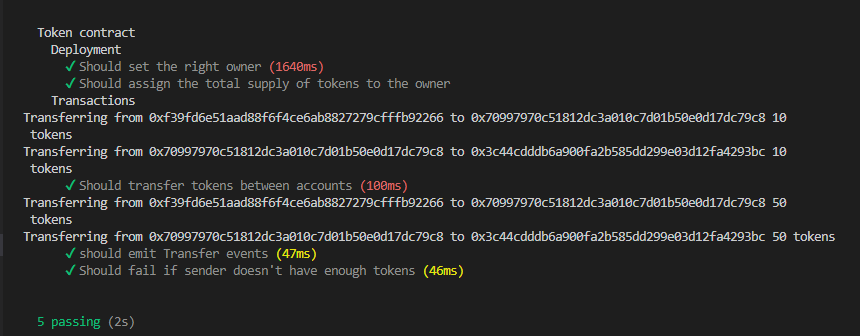 Token contract
Deployment
✓ Should set the right owner (1640ms)
✓ Should assign the total supply of tokens to the owner
Transactions
Transferring from 0xf39fd6e51aad88f6f4ce6ab8827279cfffb92266 to 0x70997970c51812dc3a010c7d01b50e0d17dc79c8 10
tokens
Transferring from 0x70997970c51812dc3a010c7d01b50e0d17dc79c8 to 0x3c44cdddb6a900fa2b585dd299e03d12fa4293bc 10
tokens
✓ Should transfer tokens between accounts (100ms)
Transferring from 0xf39fd6e51aad88f6f4ce6ab8827279cfffb92266 to 0x70997970c51812dc3a010c7d01b50e0d17dc79c8 50
tokens
Transferring from 0x70997970c51812dc3a010c7d01b50e0d17dc79c8 to 0x3c44cdddb6a900fa2b585dd299e03d12fa4293bc 50 tokens
✓ should emit Transfer events (47ms)
✓ Should fail if sender doesn't have enough tokens (46ms)
5 passing (2s)